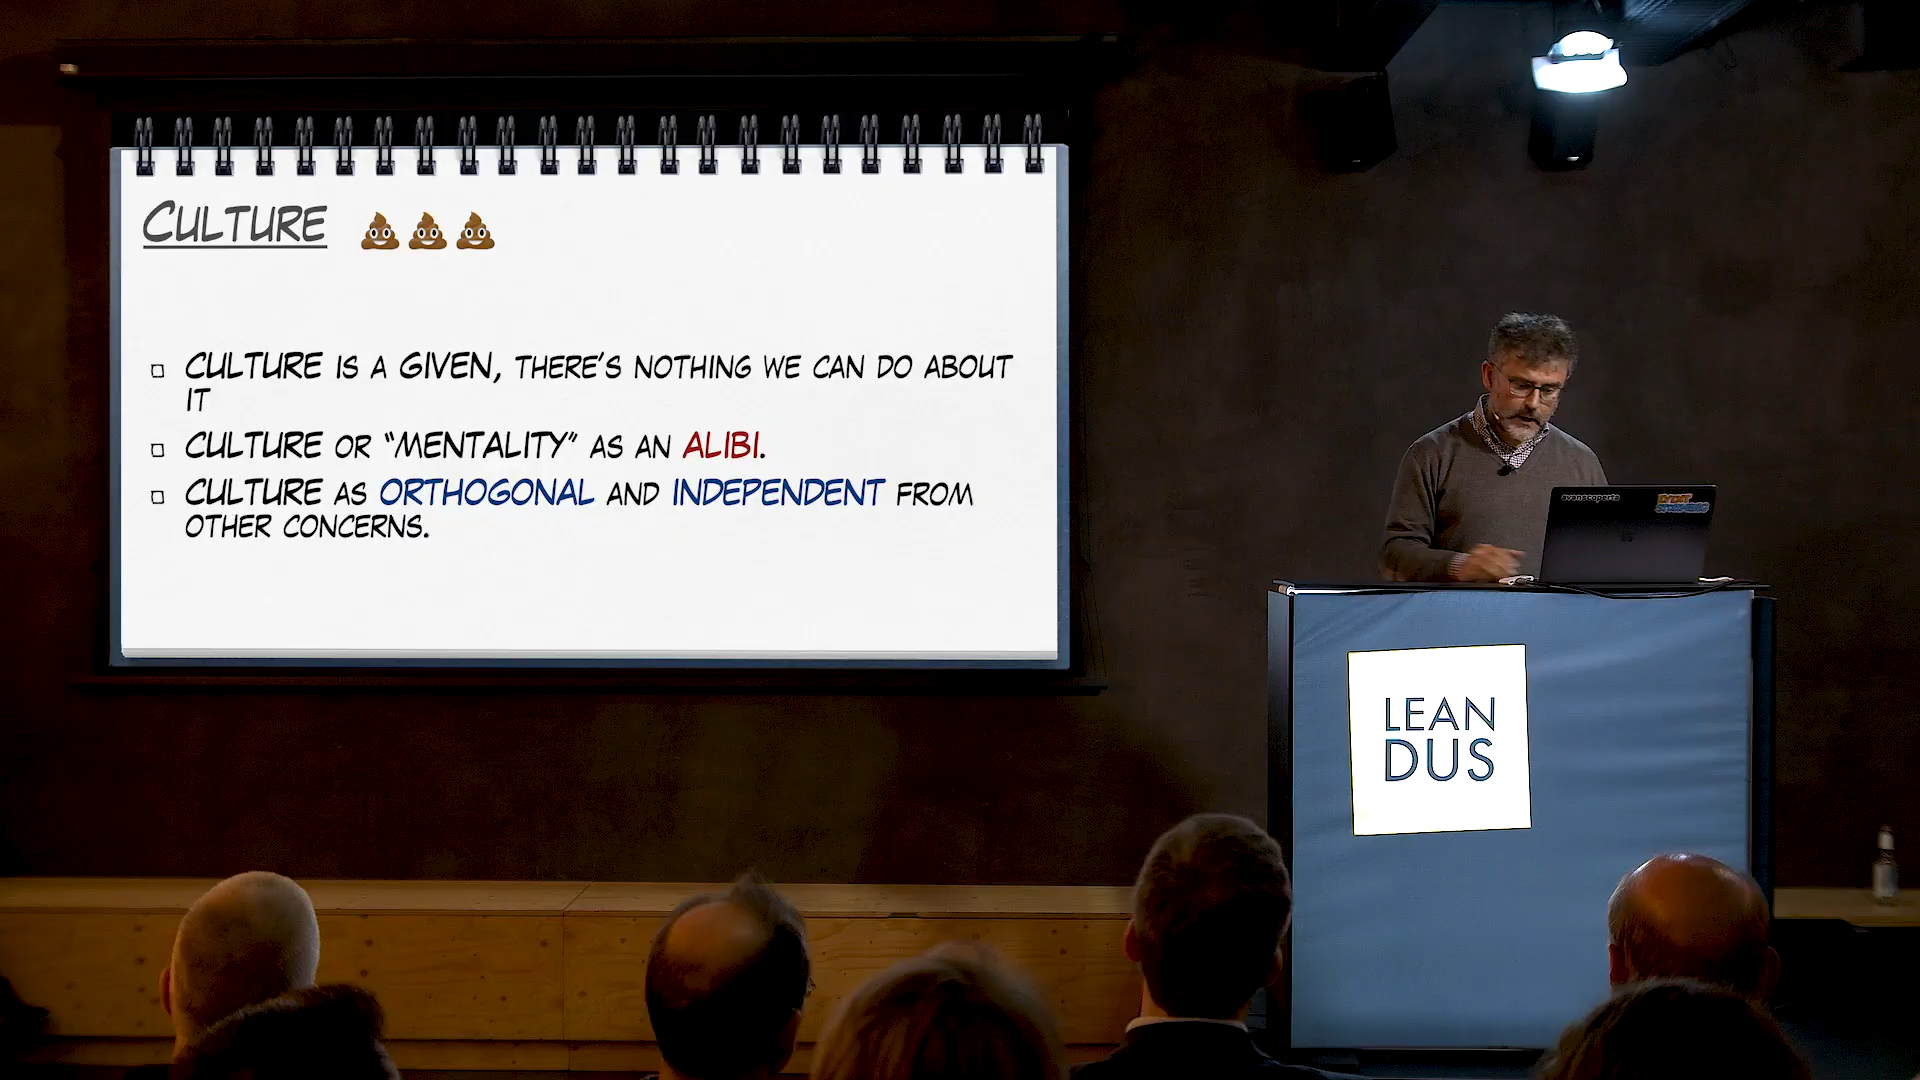 CULTURE 💩💩💩
CULTURE IS A GIVEN, THERE'S NOTHING WE CAN DO ABOUT
IT
CULTURE OR “MENTALITY” AS AN ALIBI.
CULTURE AS ORTHOGONAL AND INDEPENDENT FROM
OTHER CONCERNS.
avanscoperta
LEAN
DUS